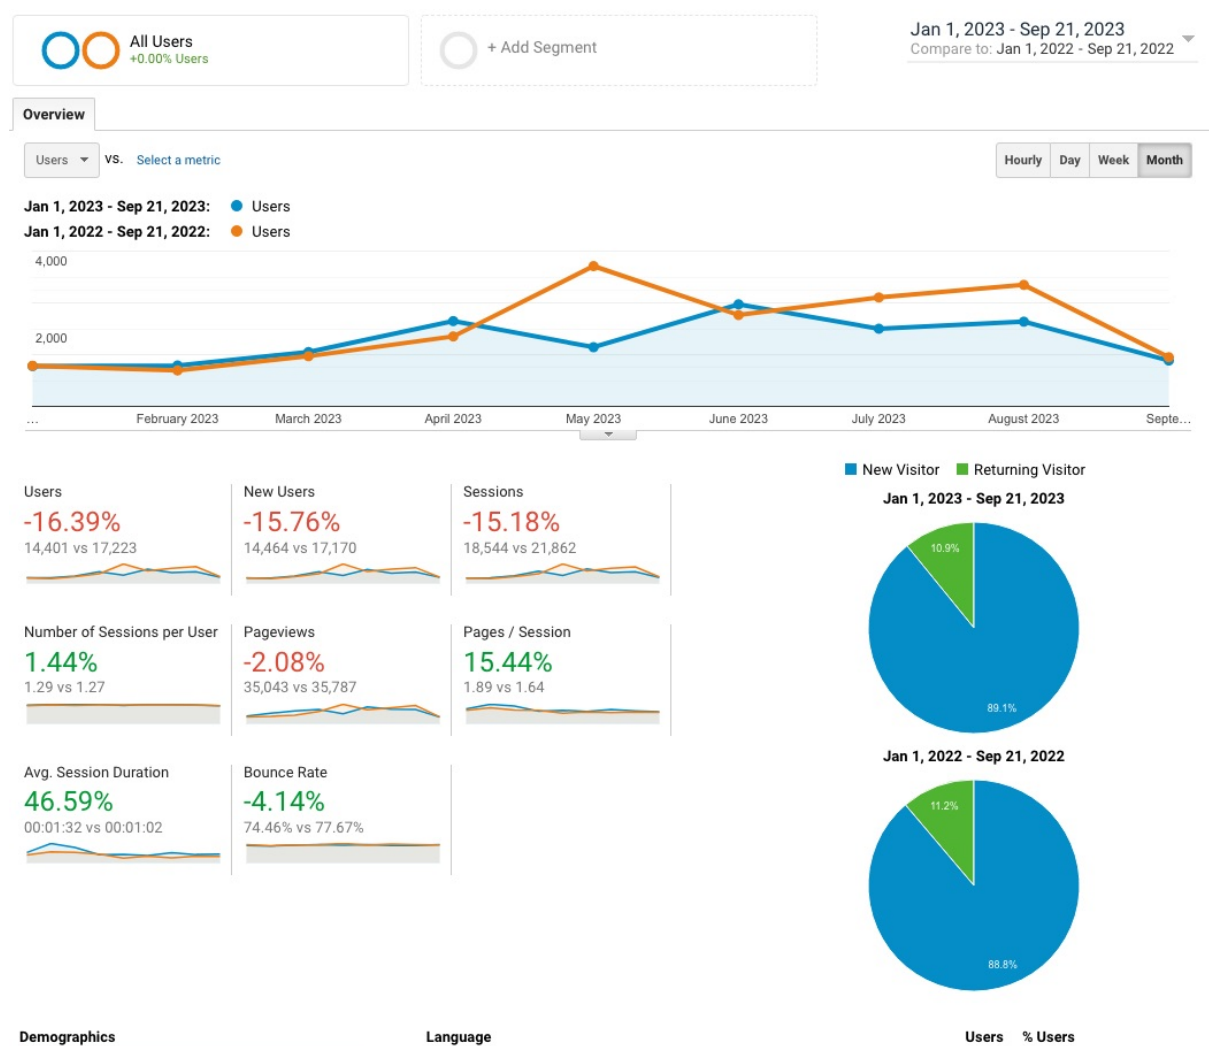 All Users
+0.00% Users
+ Add Segment
Jan 1, 2023 - Sep 21, 2023
Compare to: Jan 1, 2022 - Sep 21, 2022
Overview
Users VS. Select a metric
Hourly Day Week Month
Jan 1, 2023 - Sep 21, 2023: Users
Jan 1, 2022 - Sep 21, 2022: Users
4,000
2,000
... February 2023 March 2023 April 2023 May 2023 June 2023 July 2023 August 2023 Septe...
Users
-16.39%
14,401 vs 17,223
New Users
-15.76%
14,464 vs 17,170
Sessions
-15.18%
18,544 vs 21,862
Number of Sessions per User
1.44%
1.29 vs 1.27
Pageviews
-2.08%
35,043 vs 35,787
Pages / Session
15.44%
1.89 vs 1.64
Avg. Session Duration
46.59%
00:01:32 vs 00:01:02
Bounce Rate
-4.14%
74.46% vs 77.67%
New Visitor Returning Visitor
Jan 1, 2023 - Sep 21, 2023
10.9%
89.1%
Jan 1, 2022 - Sep 21, 2022
11.2%
88.8%
Demographics Language Users % Users